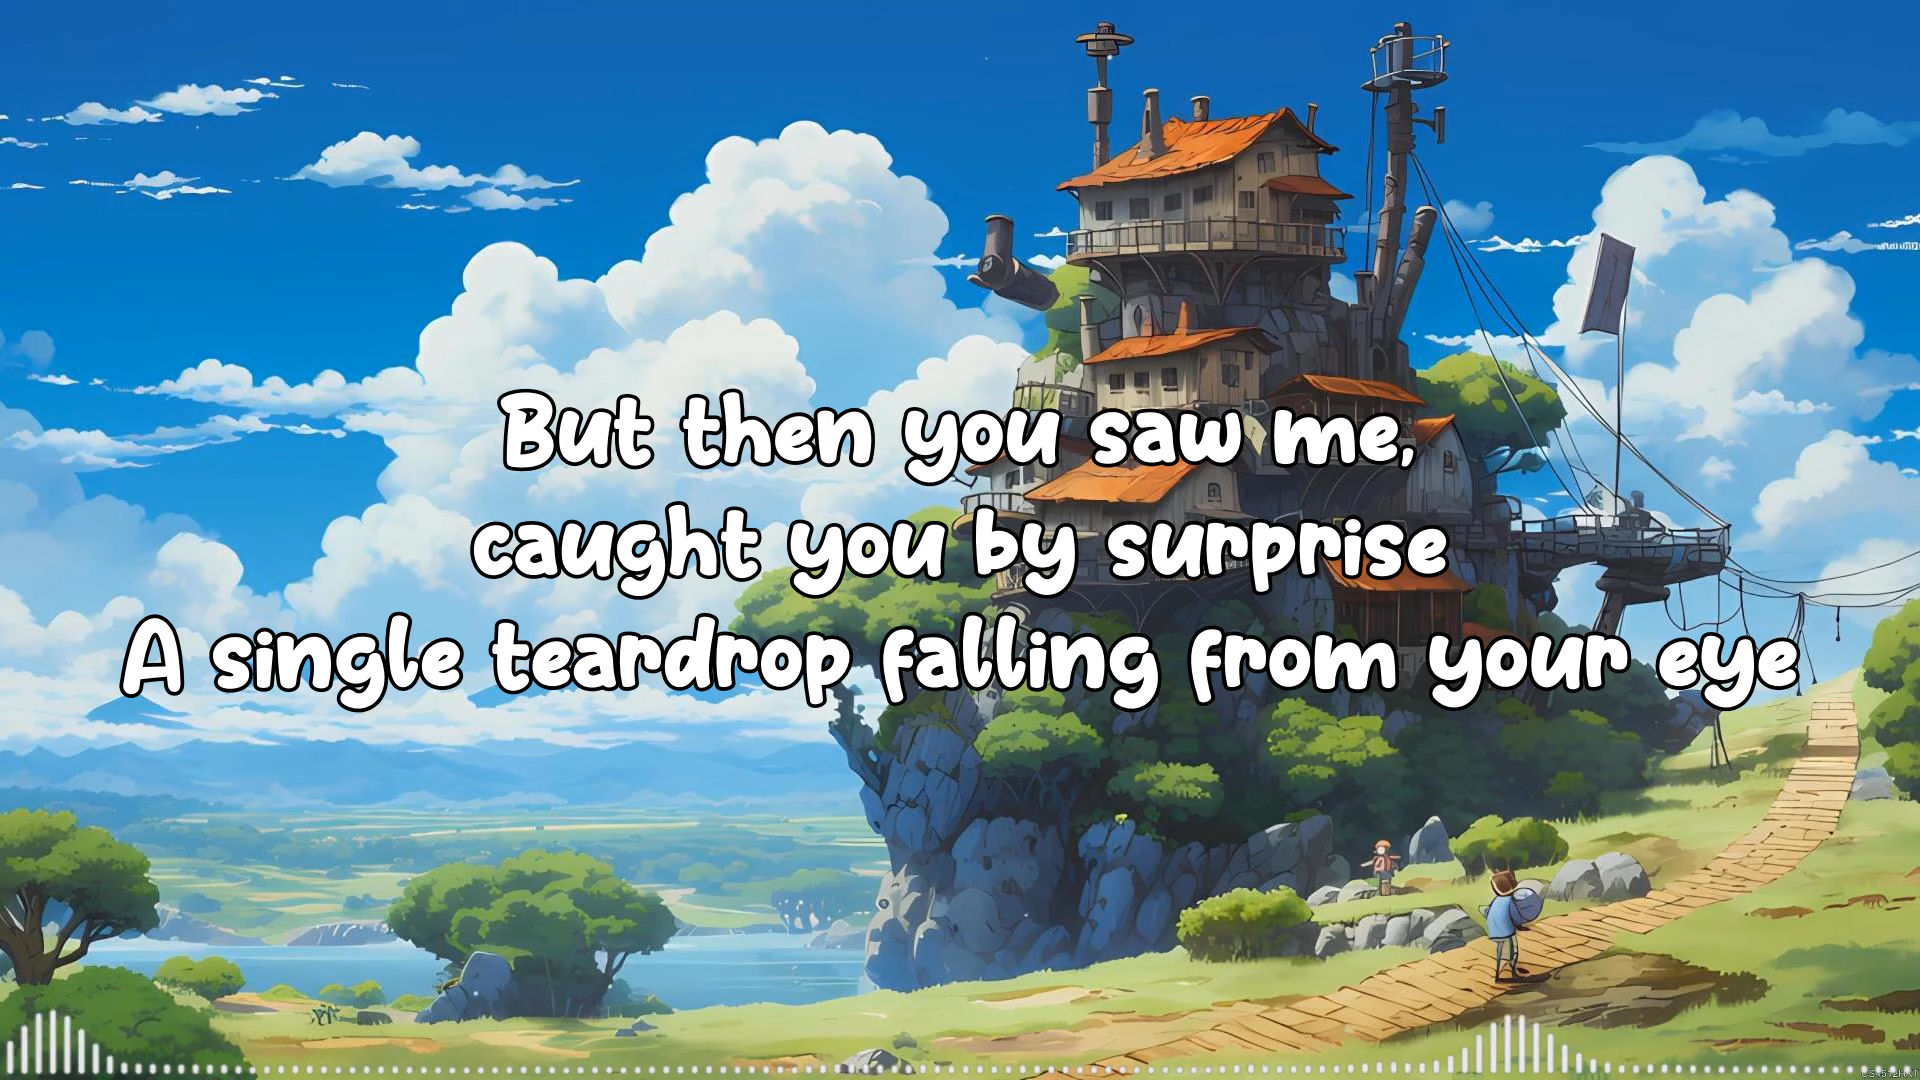 But then you saw me,
caught you by surprise
A single teardrop falling from your eye